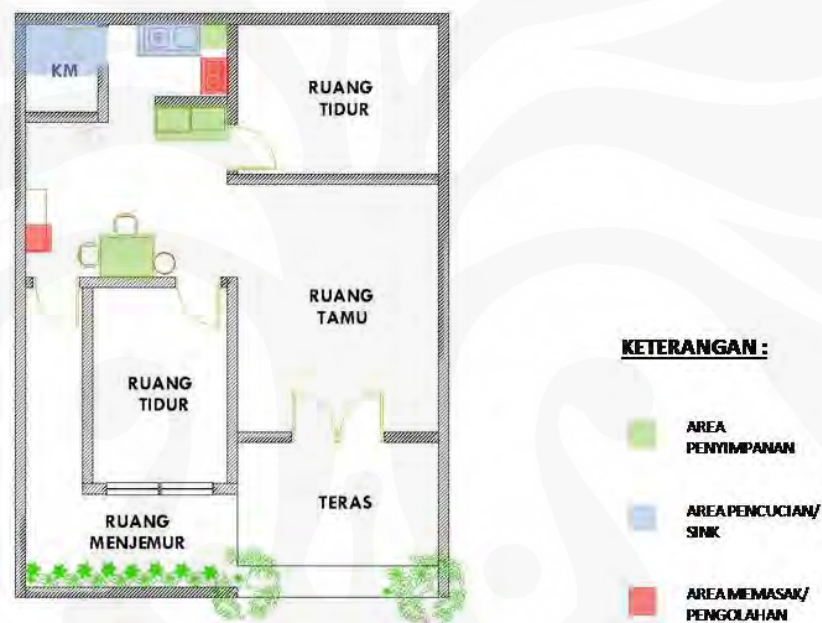 KM
RUANG
TIDUR
RUANG
TAMU
RUANG
TIDUR
TERAS
RUANG
MENJEMUR
KETERANGAN :
AREA
PENYIMPANAN
AREA PENCUCIAN/
SINK
AREA MEMASAK/
PENGOLAHAN